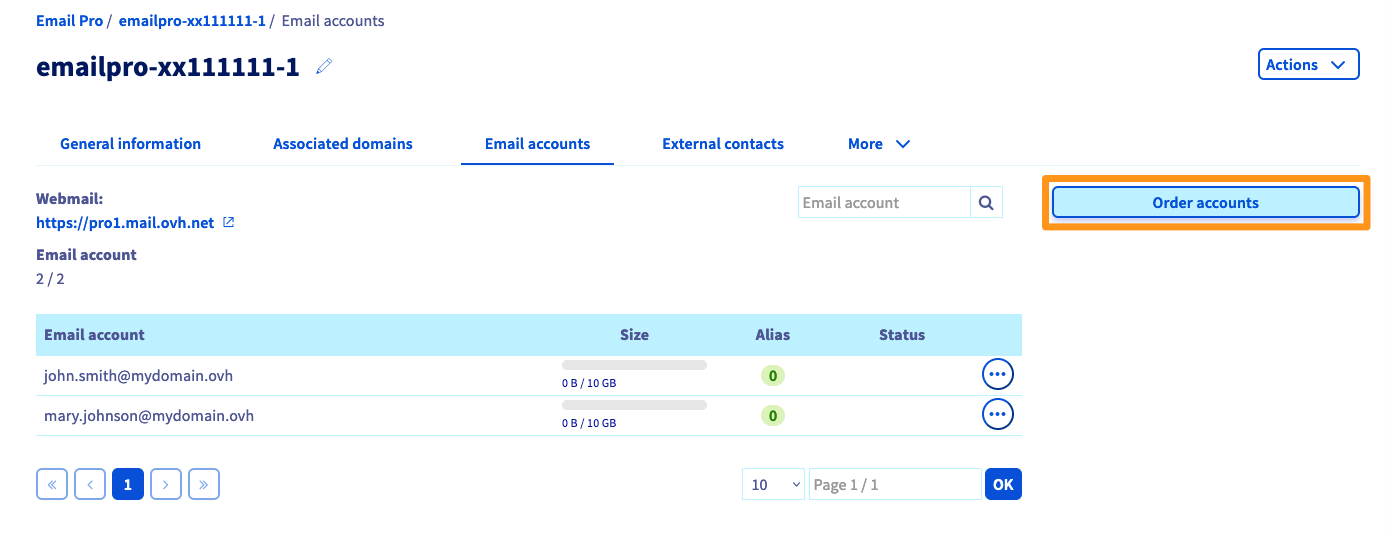 Email Pro / emailpro-xx111111-1 / Email accounts
emailpro-xx111111-1
Actions
General information Associated domains Email accounts External contacts More
Webmail:
https://pro1.mail.ovh.net
Email account
Order accounts
Email account
2 / 2
Email account Size Alias Status
john.smith@mydomain.ovh 0 B / 10 GB 0
mary.johnson@mydomain.ovh 0 B / 10 GB 0
« ‹ 1 › » 10 Page 1 / 1 OK